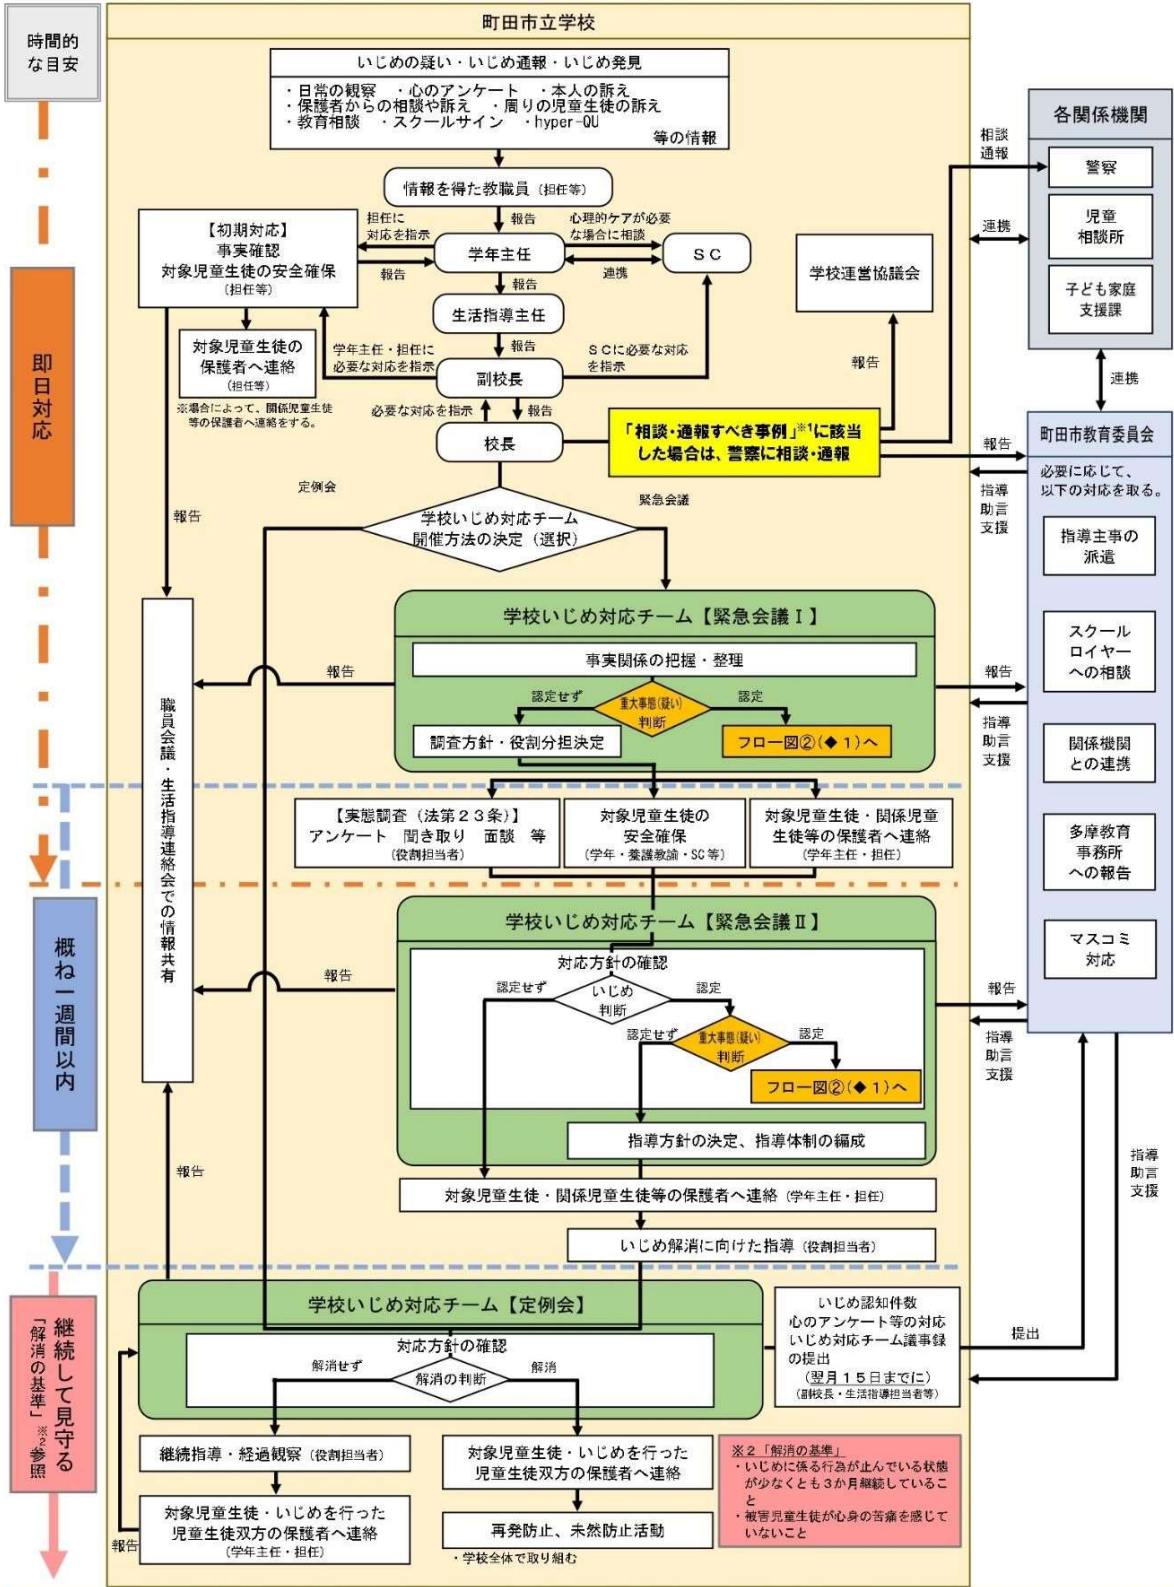 時間的
な目安
町田市立学校
いじめの疑い・いじめ通報・いじめ発見
・日常の観察 ・心のアンケート ・本人の訴え
・保護者からの相談や訴え ・周りの児童生徒の訴え
・教育相談 ・スクールサイン ・hyper-QU
等の情報
情報を得た教職員(担任等)
報告
担任に
対応を指示
心理的ケアが必要
な場合に相談
【初期対応】
事実確認
対象児童生徒の安全確保
(担任等)
学年主任
SC
報告
連携
報告
生活指導主任
対象児童生徒の
保護者へ連絡
(担任等)
※場合によって、関係児童生徒
等の保護者へ連絡をする。
学年主任・担任に
必要な対応を指示
報告
SCに必要な対応
を指示
副校長
必要な対応を指示
報告
校長
「相談・通報すべき事例」※1に該当
した場合は、警察に相談・通報
学校運営協議会
報告
相談
通報
連携
各関係機関
警察
児童
相談所
子ども家庭
支援課
連携
報告
指導
助言
支援
町田市教育委員会
必要に応じて、
以下の対応を取る。
指導主事の
派遣
スクール
ロイヤー
への相談
関係機関
との連携
多摩教育
事務所
への報告
マスコミ
対応
即日対応
報告
定例会
緊急会議
学校いじめ対応チーム
開催方法の決定(選択)
職員会議・生活指導連絡会での情報共有
学校いじめ対応チーム【緊急会議Ⅰ】
事実関係の把握・整理
報告
認定せず
重大事態(疑い)
判断
認定
調査方針・役割分担決定
フロー図②(◆1)へ
報告
指導
助言
支援
【実態調査(法第23条)】
アンケート 聞き取り 面談 等
(役割担当者)
対象児童生徒の
安全確保
(学年・養護教諭・SC等)
対象児童生徒・関係児童
生徒等の保護者へ連絡
(学年主任・担任)
概ね一週間以内
学校いじめ対応チーム【緊急会議Ⅱ】
対応方針の確認
報告
認定せず
いじめ
判断
認定
認定せず
重大事態(疑い)
判断
認定
フロー図②(◆1)へ
指導方針の決定、指導体制の編成
報告
指導
助言
支援
報告
対象児童生徒・関係児童生徒等の保護者へ連絡(学年主任・担任)
いじめ解消に向けた指導(役割担当者)
指導
助言
支援
継続して見守る
「解消の基準」※2参照
学校いじめ対応チーム【定例会】
対応方針の確認
解消せず
解消の判断
解消
いじめ認知件数
心のアンケート等の対応
いじめ対応チーム議事録
の提出
(翌月15日までに)
(副校長・生活指導担当者等)
提出
継続指導・経過観察(役割担当者)
対象児童生徒・いじめを行った
児童生徒双方の保護者へ連絡
(学年主任・担任)
報告
対象児童生徒・いじめを行った
児童生徒双方の保護者へ連絡
再発防止、未然防止活動
・学校全体で取り組む
※2「解消の基準」
・いじめに係る行為が止んでいる状態
が少なくとも3か月継続しているこ
と
・被害児童生徒が心身の苦痛を感じて
いないこと